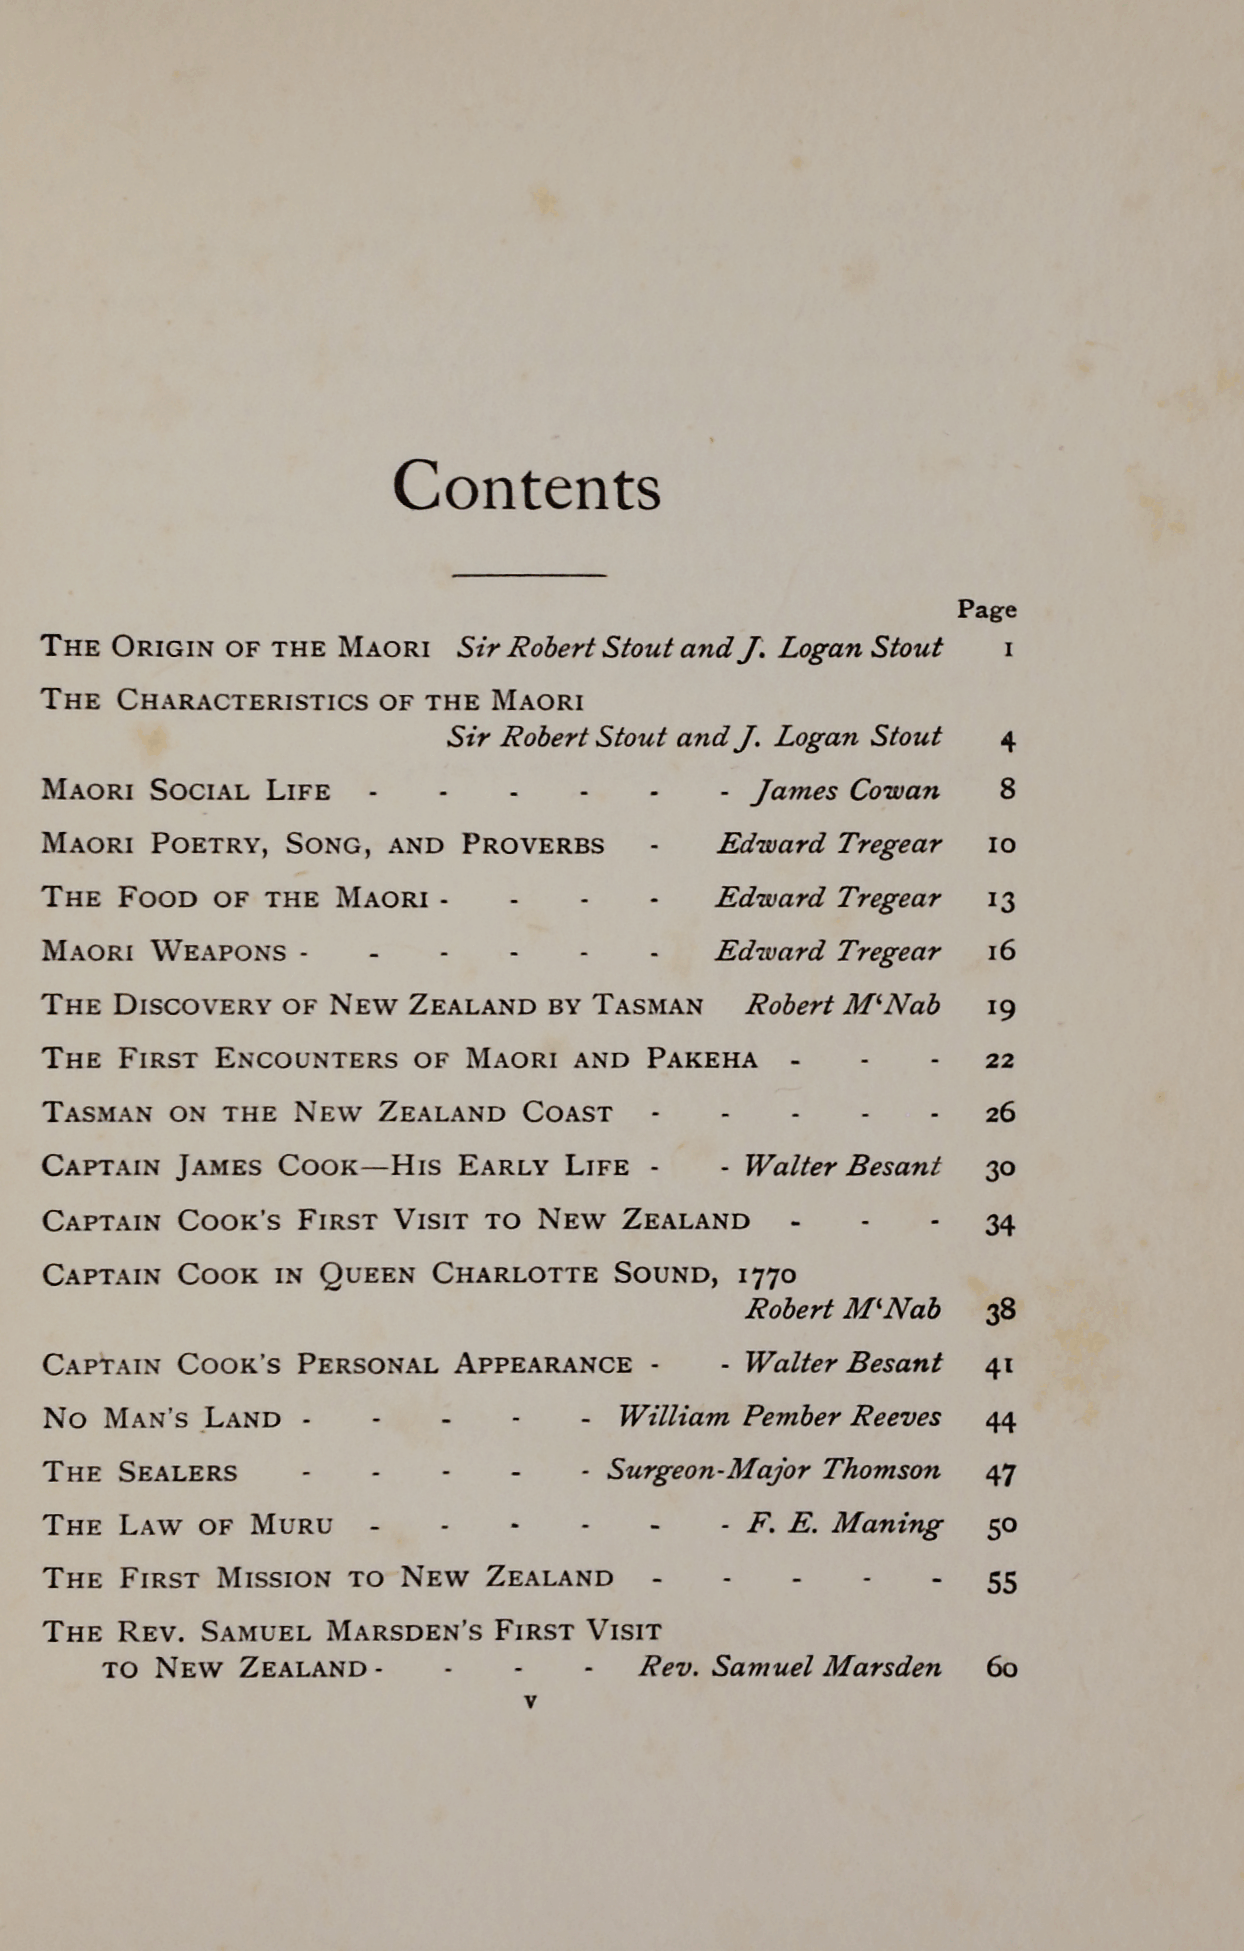 Contents
Page
THE ORIGIN OF THE MAORI Sir Robert Stout and J. Logan Stout 1
THE CHARACTERISTICS OF THE MAORI
Sir Robert Stout and J. Logan Stout 4
MAORI SOCIAL LIFE - - - - - - James Cowan 8
MAORI POETRY, SONG, AND PROVERBS - Edward Tregear 10
THE FOOD OF THE MAORI - - - - Edward Tregear 13
MAORI WEAPONS - - - - - - Edward Tregear 16
THE DISCOVERY OF NEW ZEALAND BY TASMAN Robert M‘Nab 19
THE FIRST ENCOUNTERS OF MAORI AND PAKEHA - - - 22
TASMAN ON THE NEW ZEALAND COAST - - - - - 26
CAPTAIN JAMES COOK—HIS EARLY LIFE - - Walter Besant 30
CAPTAIN COOK'S FIRST VISIT TO NEW ZEALAND - - - 34
CAPTAIN COOK IN QUEEN CHARLOTTE SOUND, 1770
Robert M‘Nab 38
CAPTAIN COOK'S PERSONAL APPEARANCE - - Walter Besant 41
NO MAN'S LAND - - - - - William Pember Reeves 44
THE SEALERS - - - - - Surgeon-Major Thomson 47
THE LAW OF MURU - - - - - - F. E. Maning 50
THE FIRST MISSION TO NEW ZEALAND - - - - - 55
THE REV. SAMUEL MARSDEN'S FIRST VISIT
TO NEW ZEALAND - - - - Rev. Samuel Marsden 60
v